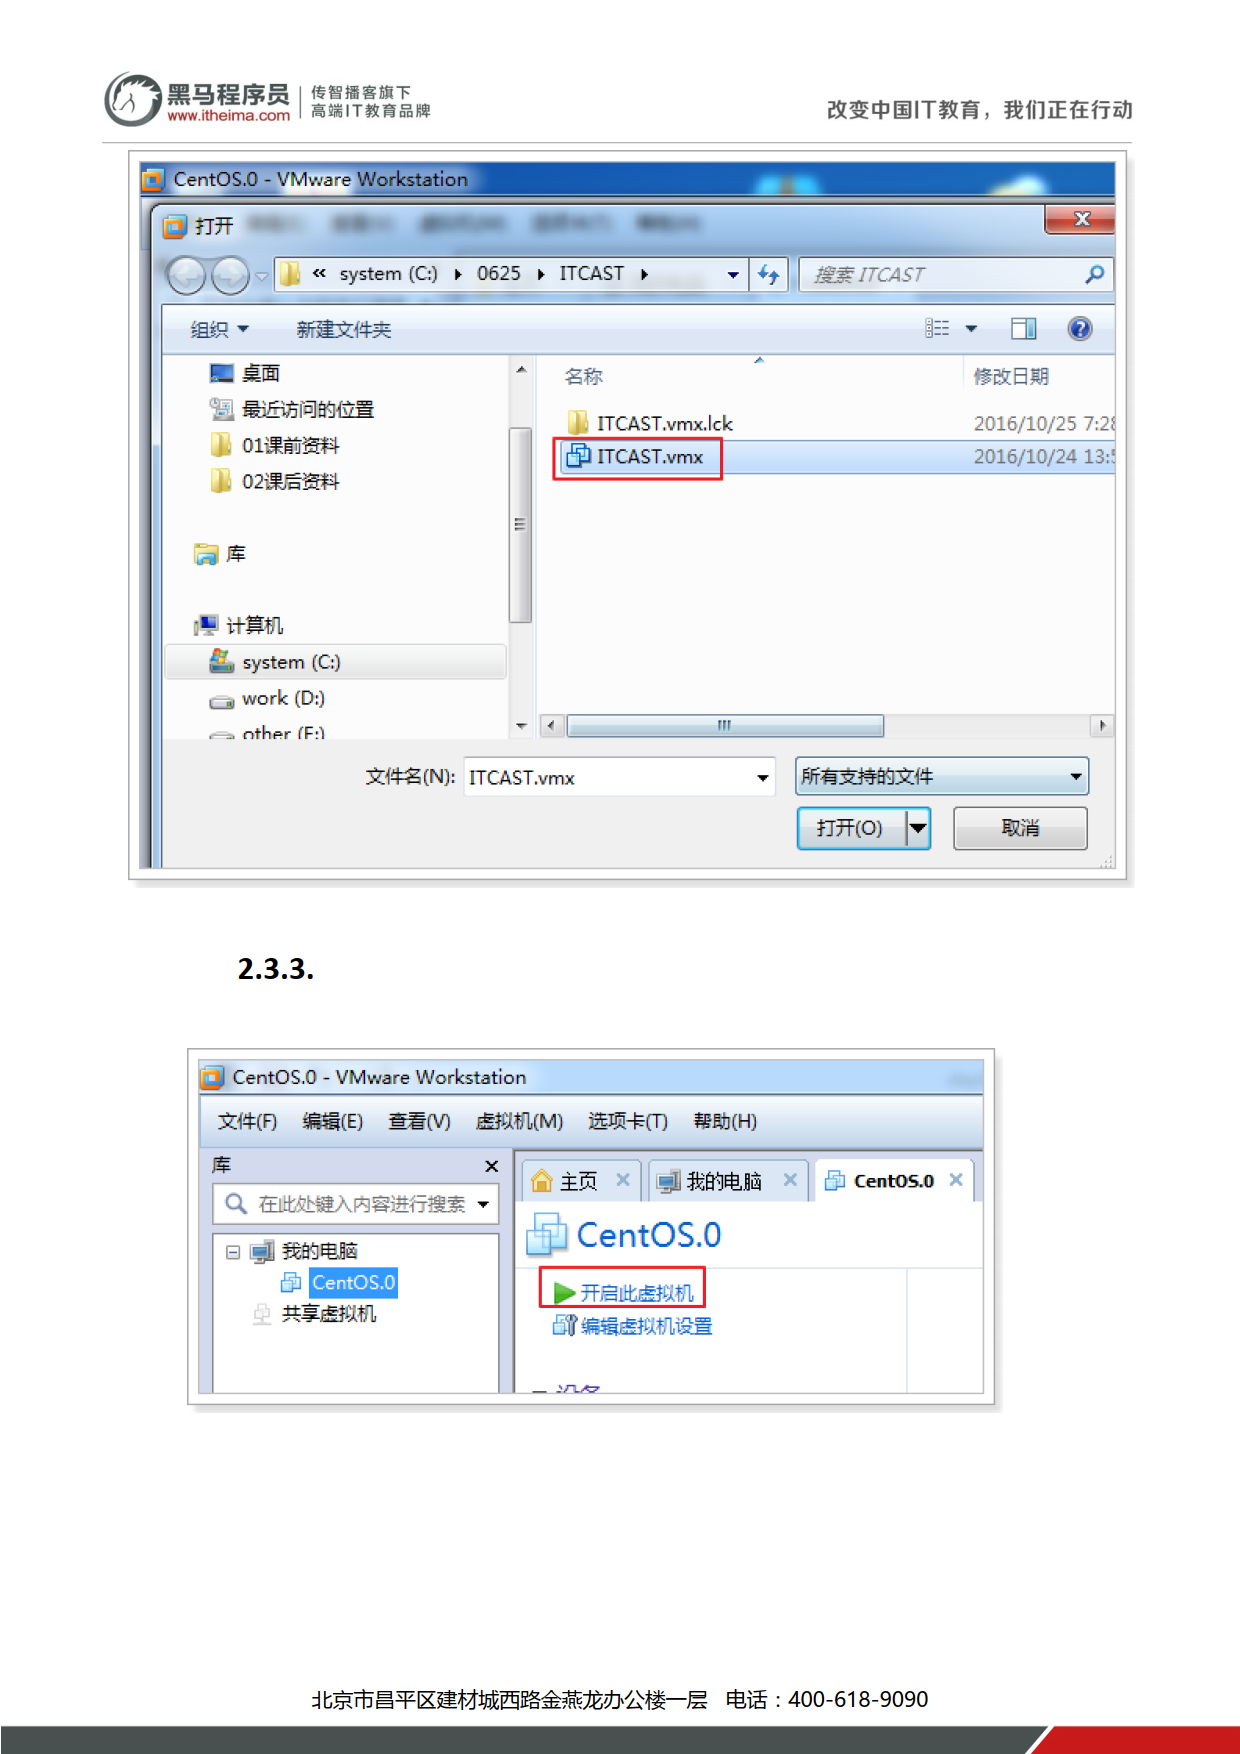 黑马程序员
www.itheima.com
传智播客旗下
高端IT教育品牌
改变中国IT教育，我们正在行动
CentOS.0 - VMware Workstation
打开
« system (C:) 0625 ITCAST
搜索 ITCAST
组织 新建文件夹
桌面
最近访问的位置
01课前资料
02课后资料
库
计算机
system (C:)
work (D:)
other (F:)
名称 修改日期
ITCAST.vmx.lck 2016/10/25 7:28
ITCAST.vmx 2016/10/24 13:5
文件名(N): ITCAST.vmx 所有支持的文件
打开(O) 取消
2.3.3.
CentOS.0 - VMware Workstation
文件(F) 编辑(E) 查看(V) 虚拟机(M) 选项卡(T) 帮助(H)
库
在此处键入内容进行搜索
我的电脑
CentOS.0
共享虚拟机
主页 我的电脑 CentOS.0
CentOS.0
开启此虚拟机
编辑虚拟机设置
设备
北京市昌平区建材城西路金燕龙办公楼一层 电话：400-618-9090